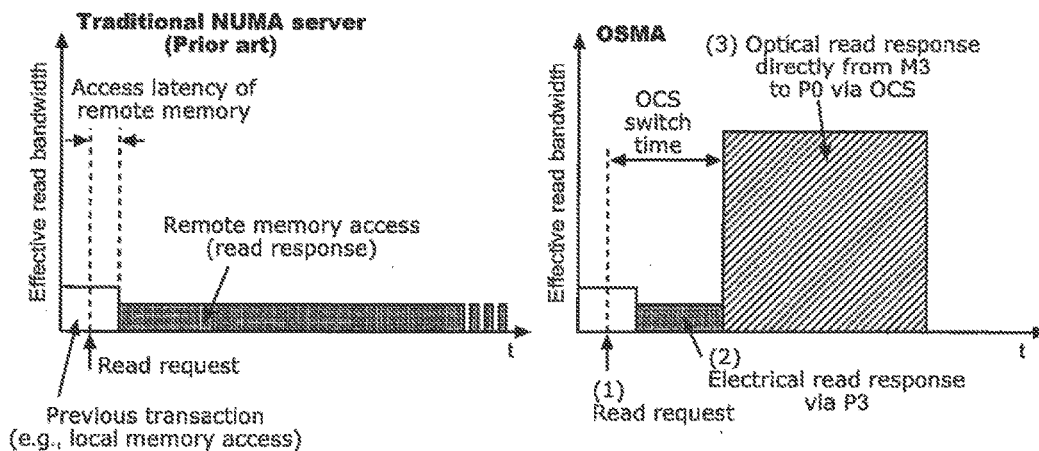 Traditional NUMA server
(Prior art)
Effective read bandwidth
Access latency of
remote memory
Remote memory access
(read response)
t
Read request
Previous transaction
(e.g., local memory access)
OSMA
Effective read bandwidth
(3) Optical read response
directly from M3
to P0 via OCS
OCS
switch
time
t
(1)
Read request
(2)
Electrical read response
via P3